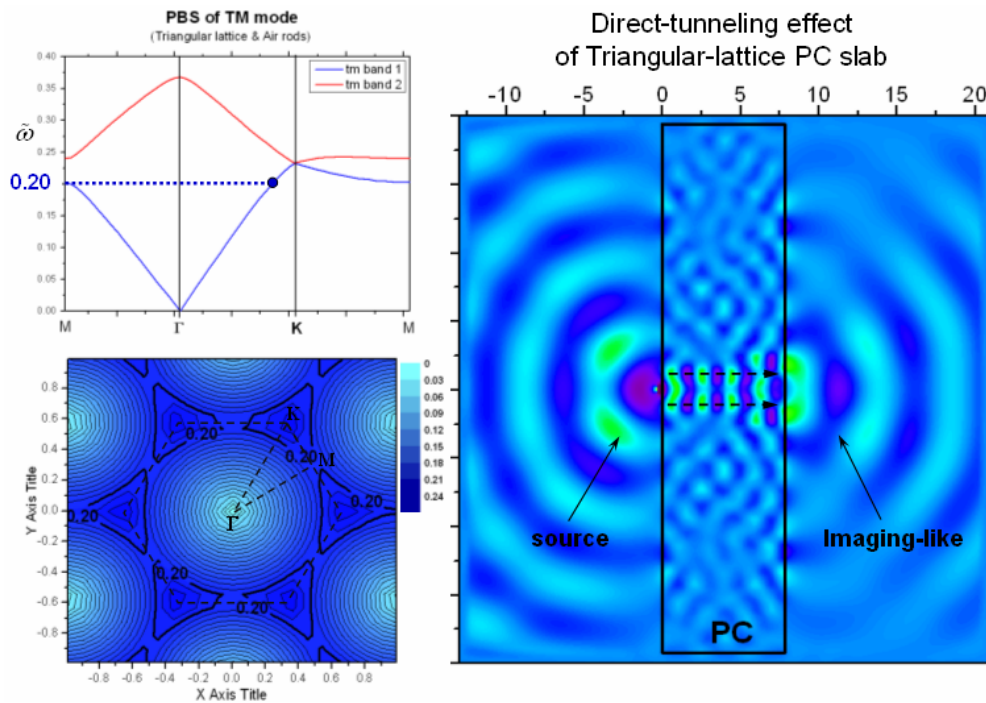 PBS of TM mode
(Triangular lattice & Air rods)
0.40
0.35
0.30
0.25
0.20
0.15
0.10
0.05
0.00
ω̃
0.20
tm band 1
tm band 2
M
Γ
K
M
0.8
0.6
0.4
0.2
0.0
-0.2
-0.4
-0.6
-0.8
Y Axis Title
-0.8 -0.6 -0.4 -0.2 0.0 0.2 0.4 0.6 0.8
X Axis Title
K
M
Γ
0.20
0.20
0.20
0.20
0.20
0.20
0.20
0
0.03
0.06
0.09
0.12
0.15
0.18
0.21
0.24
Direct-tunneling effect
of Triangular-lattice PC slab
-10 -5 0 5 10 15 20
source
Imaging-like
PC